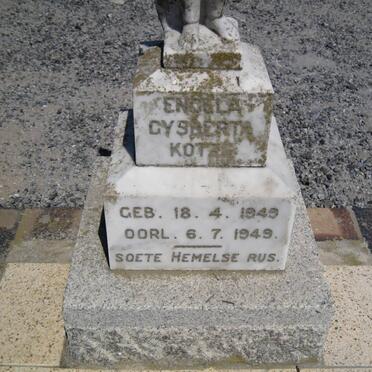 ENGELA
GYSBERTA
KOTZE
GEB. 18. 4. 1949
OORL. 6. 7. 1949.
SOETE HEMELSE RUS.